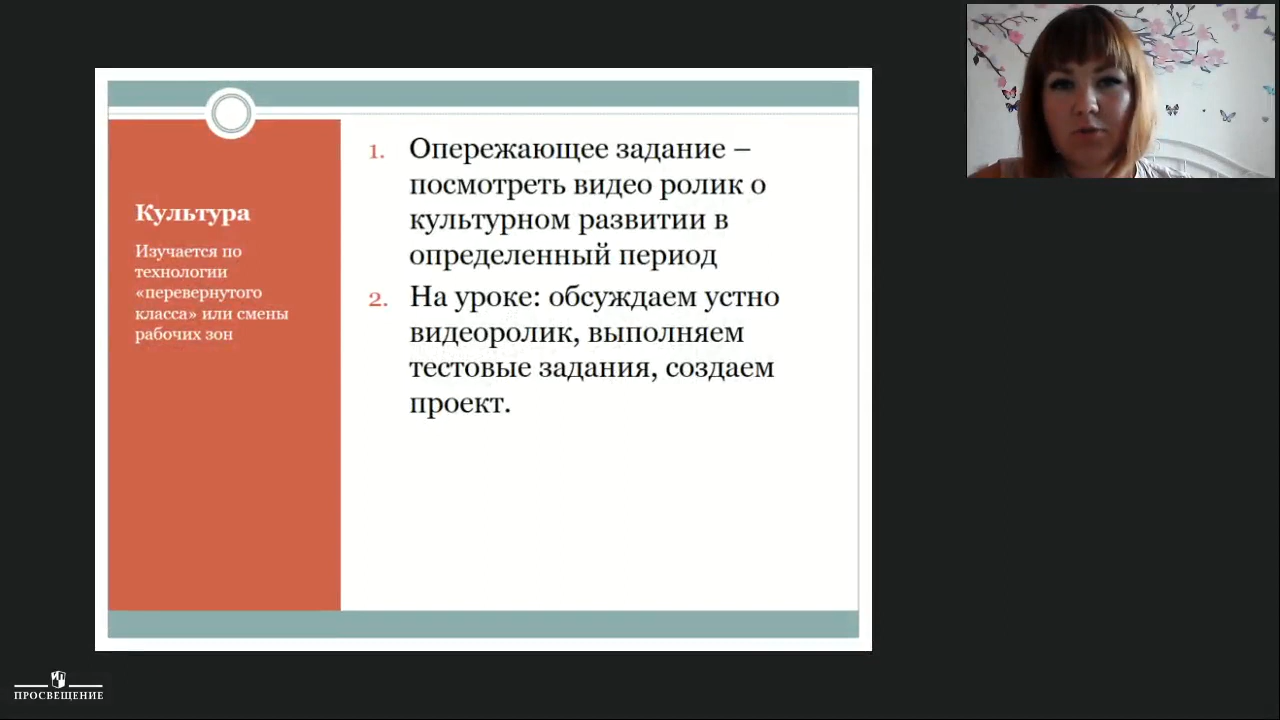 Культура
Изучается по
технологии
«перевернутого
класса» или смены
рабочих зон
1. Опережающее задание –
посмотреть видео ролик о
культурном развитии в
определенный период
2. На уроке: обсуждаем устно
видеоролик, выполняем
тестовые задания, создаем
проект.
ПРОСВЕЩЕНИЕ